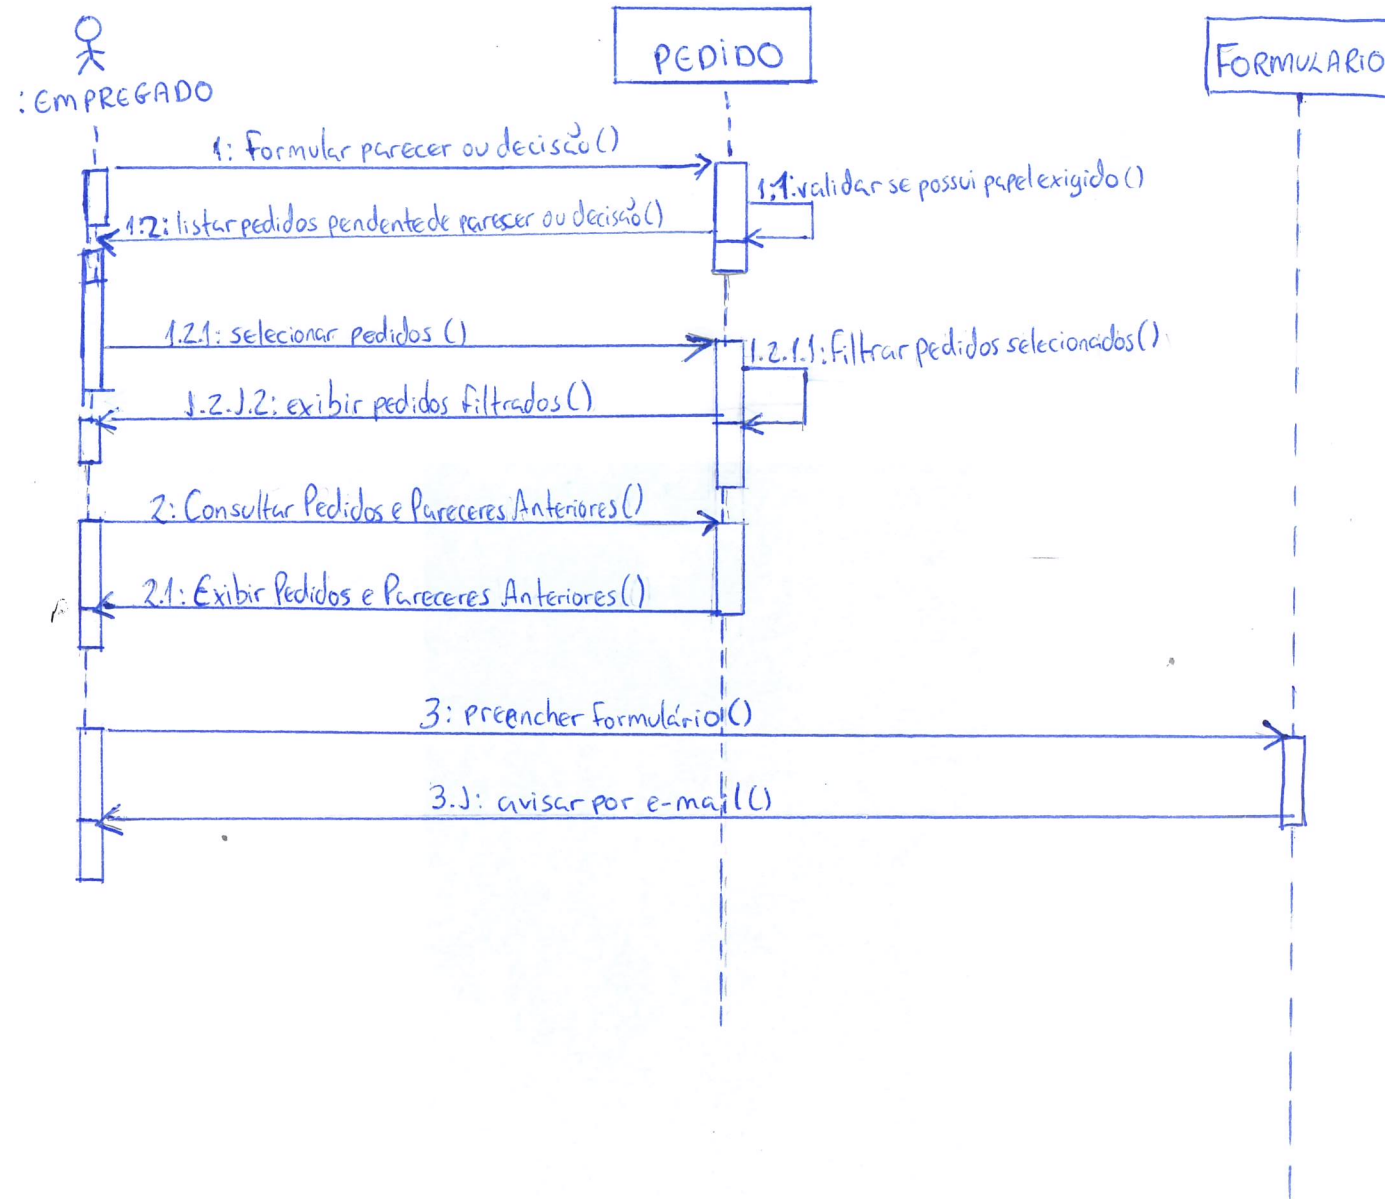 PEDIDO
FORMULARIO
:EMPREGADO
1: Formular parecer ou decisão()
1.1: validar se possui papel exigido()
1.2: listar pedidos pendente de parecer ou decisão()
1.2.1: selecionar pedidos ()
1.2.1.1: Filtrar pedidos selecionados()
1.2.1.2: exibir pedidos filtrados()
2: Consultar Pedidos e Pareceres Anteriores()
2.1: Exibir Pedidos e Pareceres Anteriores()
3: preencher formulário()
3.1: avisar por e-mail()